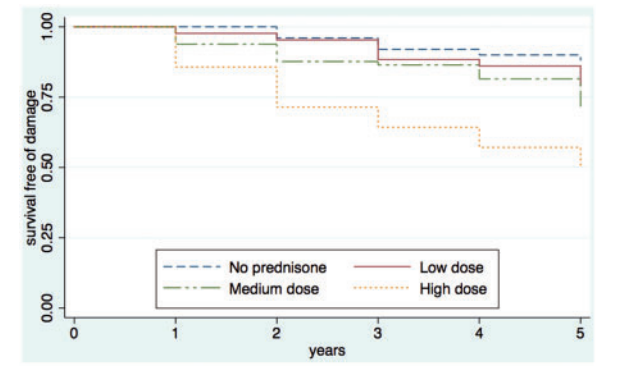 survival free of damage
1.00
0.75
0.50
0.25
0.00
No prednisone
Low dose
Medium dose
High dose
0 1 2 3 4 5
years